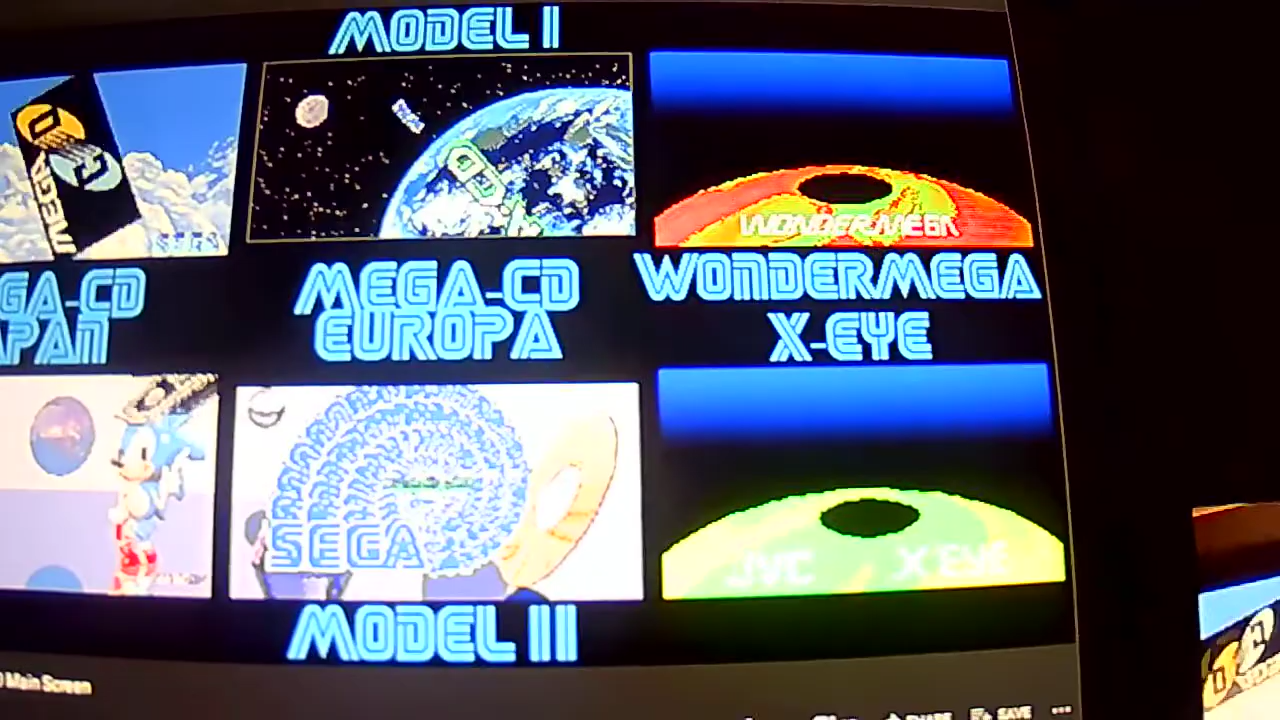 MODEL I
MEGA
SEGA
WONDERMEGA
GA-CD
APAN
MEGA-CD
EUROPA
WONDERMEGA
X-EYE
SEGA
JVC X'EYE
MODEL II
Main Screen
SHARE
SAVE